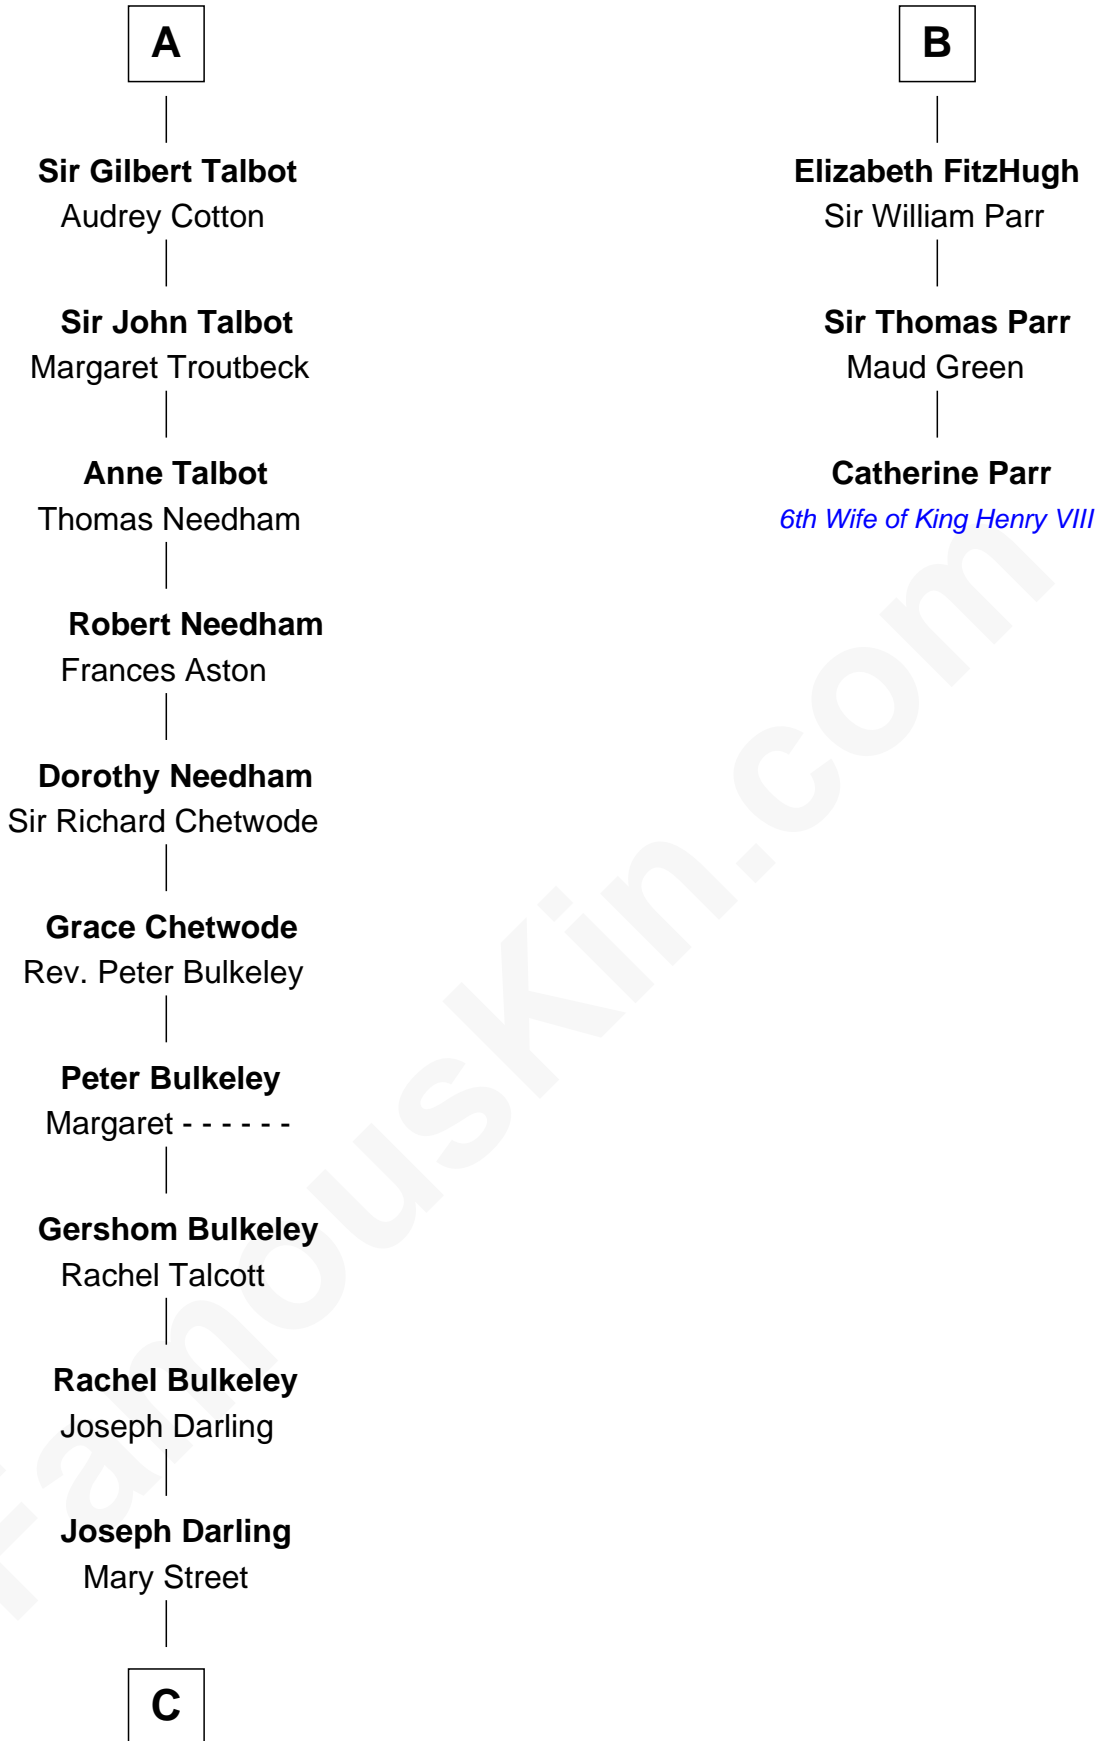 A
Sir Gilbert Talbot
Audrey Cotton
Sir John Talbot
Margaret Troutbeck
Anne Talbot
Thomas Needham
Robert Needham
Frances Aston
Dorothy Needham
Sir Richard Chetwode
Grace Chetwode
Rev. Peter Bulkeley
Peter Bulkeley
Margaret - - - - - -
Gershom Bulkeley
Rachel Talcott
Rachel Bulkeley
Joseph Darling
Joseph Darling
Mary Street
C
B
Elizabeth FitzHugh
Sir William Parr
Sir Thomas Parr
Maud Green
Catherine Parr
6th Wife of King Henry VIII
FamousKin.com